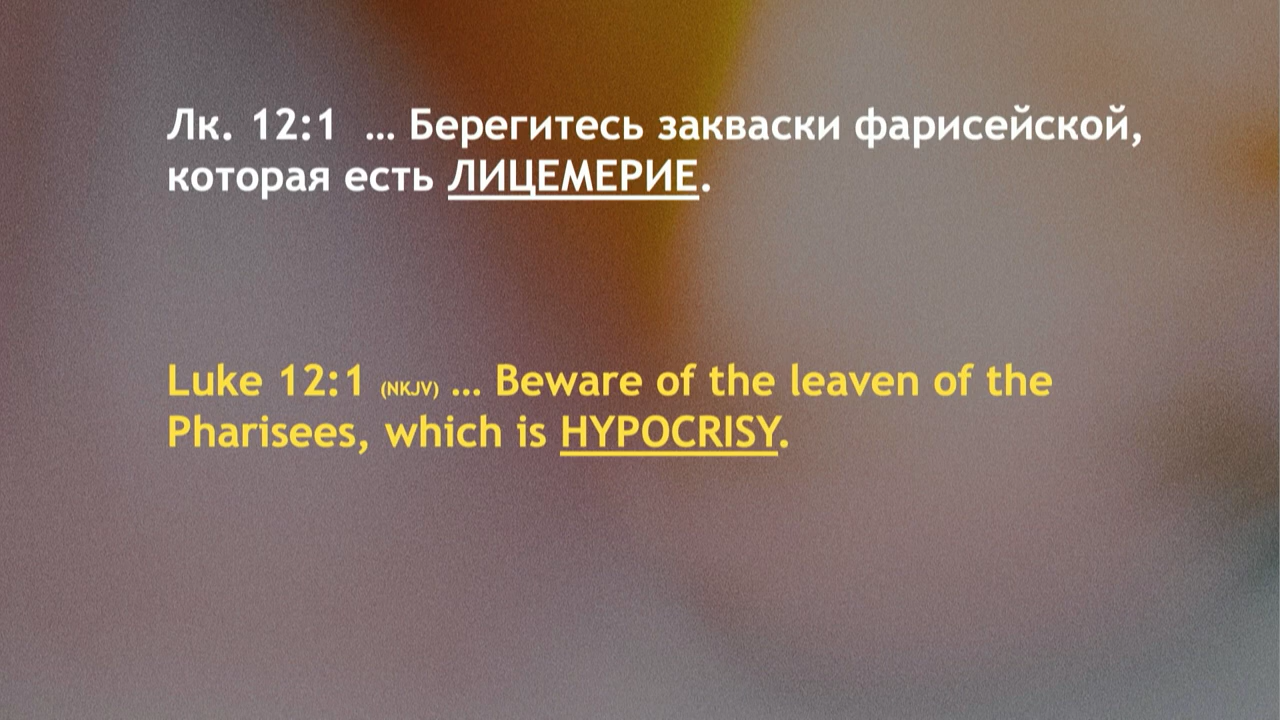 Лк. 12:1 … Берегитесь закваски фарисейской,
которая есть ЛИЦЕМЕРИЕ.
Luke 12:1 (NKJV) … Beware of the leaven of the
Pharisees, which is HYPOCRISY.